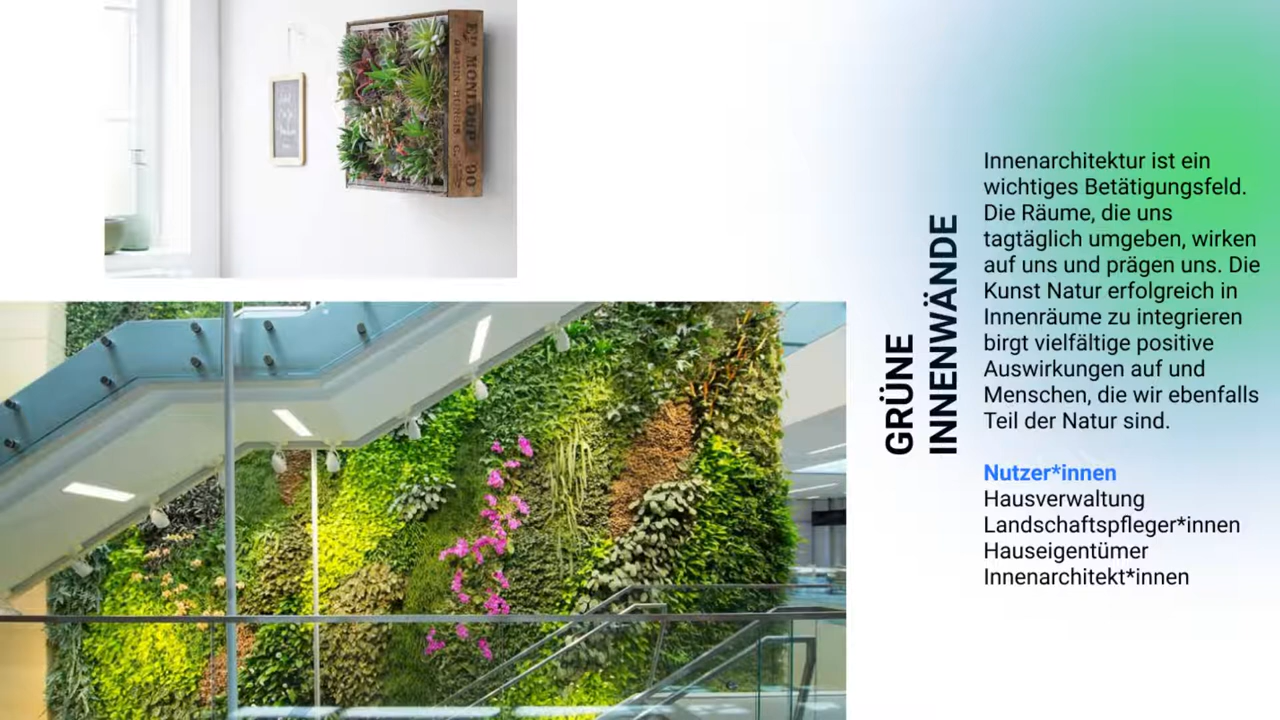 GRÜNE
INNENWÄNDE
Innenarchitektur ist ein
wichtiges Betätigungsfeld.
Die Räume, die uns
tagtäglich umgeben, wirken
auf uns und prägen uns. Die
Kunst Natur erfolgreich in
Innenräume zu integrieren
birgt vielfältige positive
Auswirkungen auf und
Menschen, die wir ebenfalls
Teil der Natur sind.
Nutzer*innen
Hausverwaltung
Landschaftspfleger*innen
Hauseigentümer
Innenarchitekt*innen